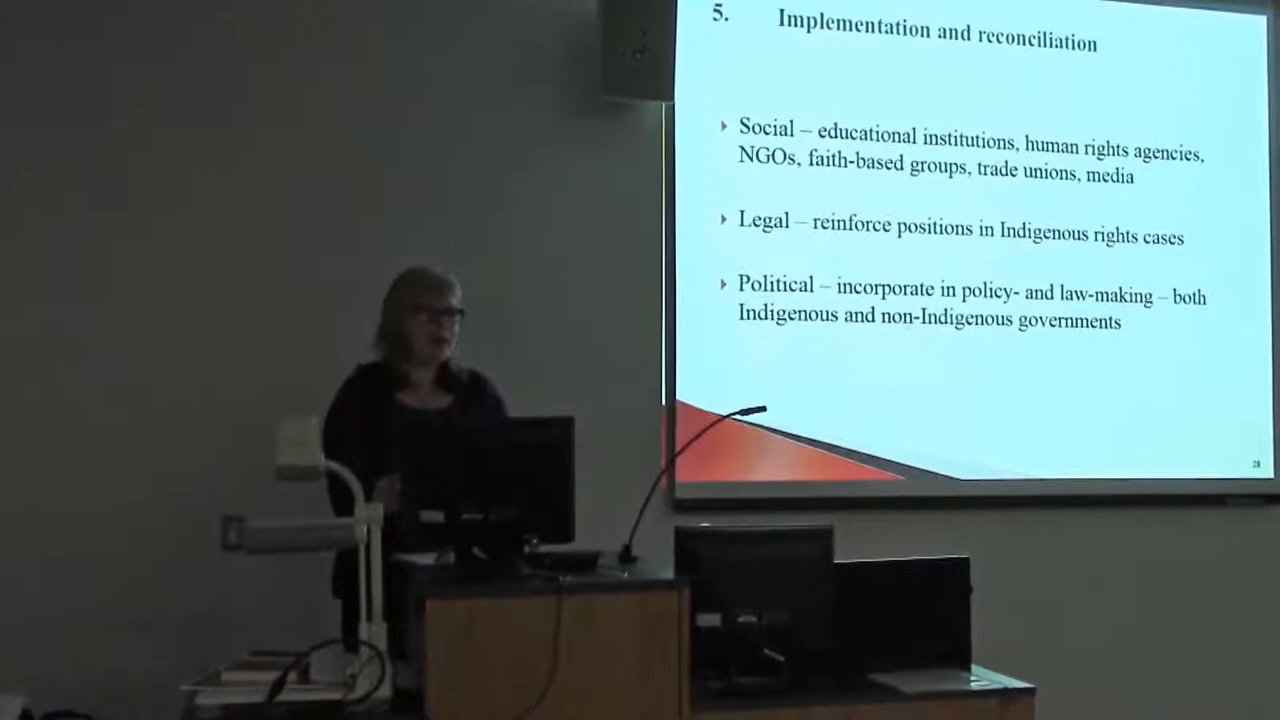 5. Implementation and reconciliation
Social – educational institutions, human rights agencies,
NGOs, faith-based groups, trade unions, media
Legal – reinforce positions in Indigenous rights cases
Political – incorporate in policy- and law-making – both
Indigenous and non-Indigenous governments